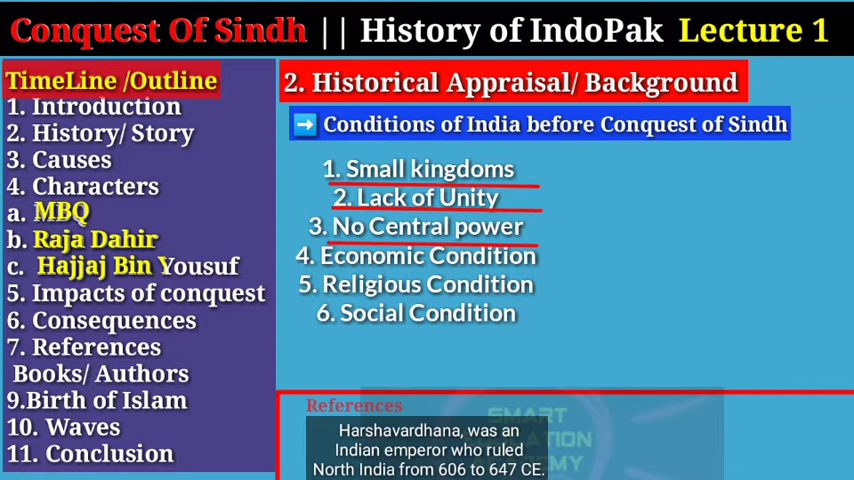 Conquest Of Sindh || History of IndoPak Lecture 1
TimeLine /Outline
1. Introduction
2. History/ Story
3. Causes
4. Characters
a. MBQ
b. Raja Dahir
c. Hajjaj Bin Yousuf
5. Impacts of conquest
6. Consequences
7. References
Books/ Authors
9.Birth of Islam
10. Waves
11. Conclusion
2. Historical Appraisal/ Background
➡ Conditions of India before Conquest of Sindh
1. Small kingdoms
2. Lack of Unity
3. No Central power
4. Economic Condition
5. Religious Condition
6. Social Condition
References
SMART
Harshavardhana, was an
Indian emperor who ruled
North India from 606 to 647 CE.